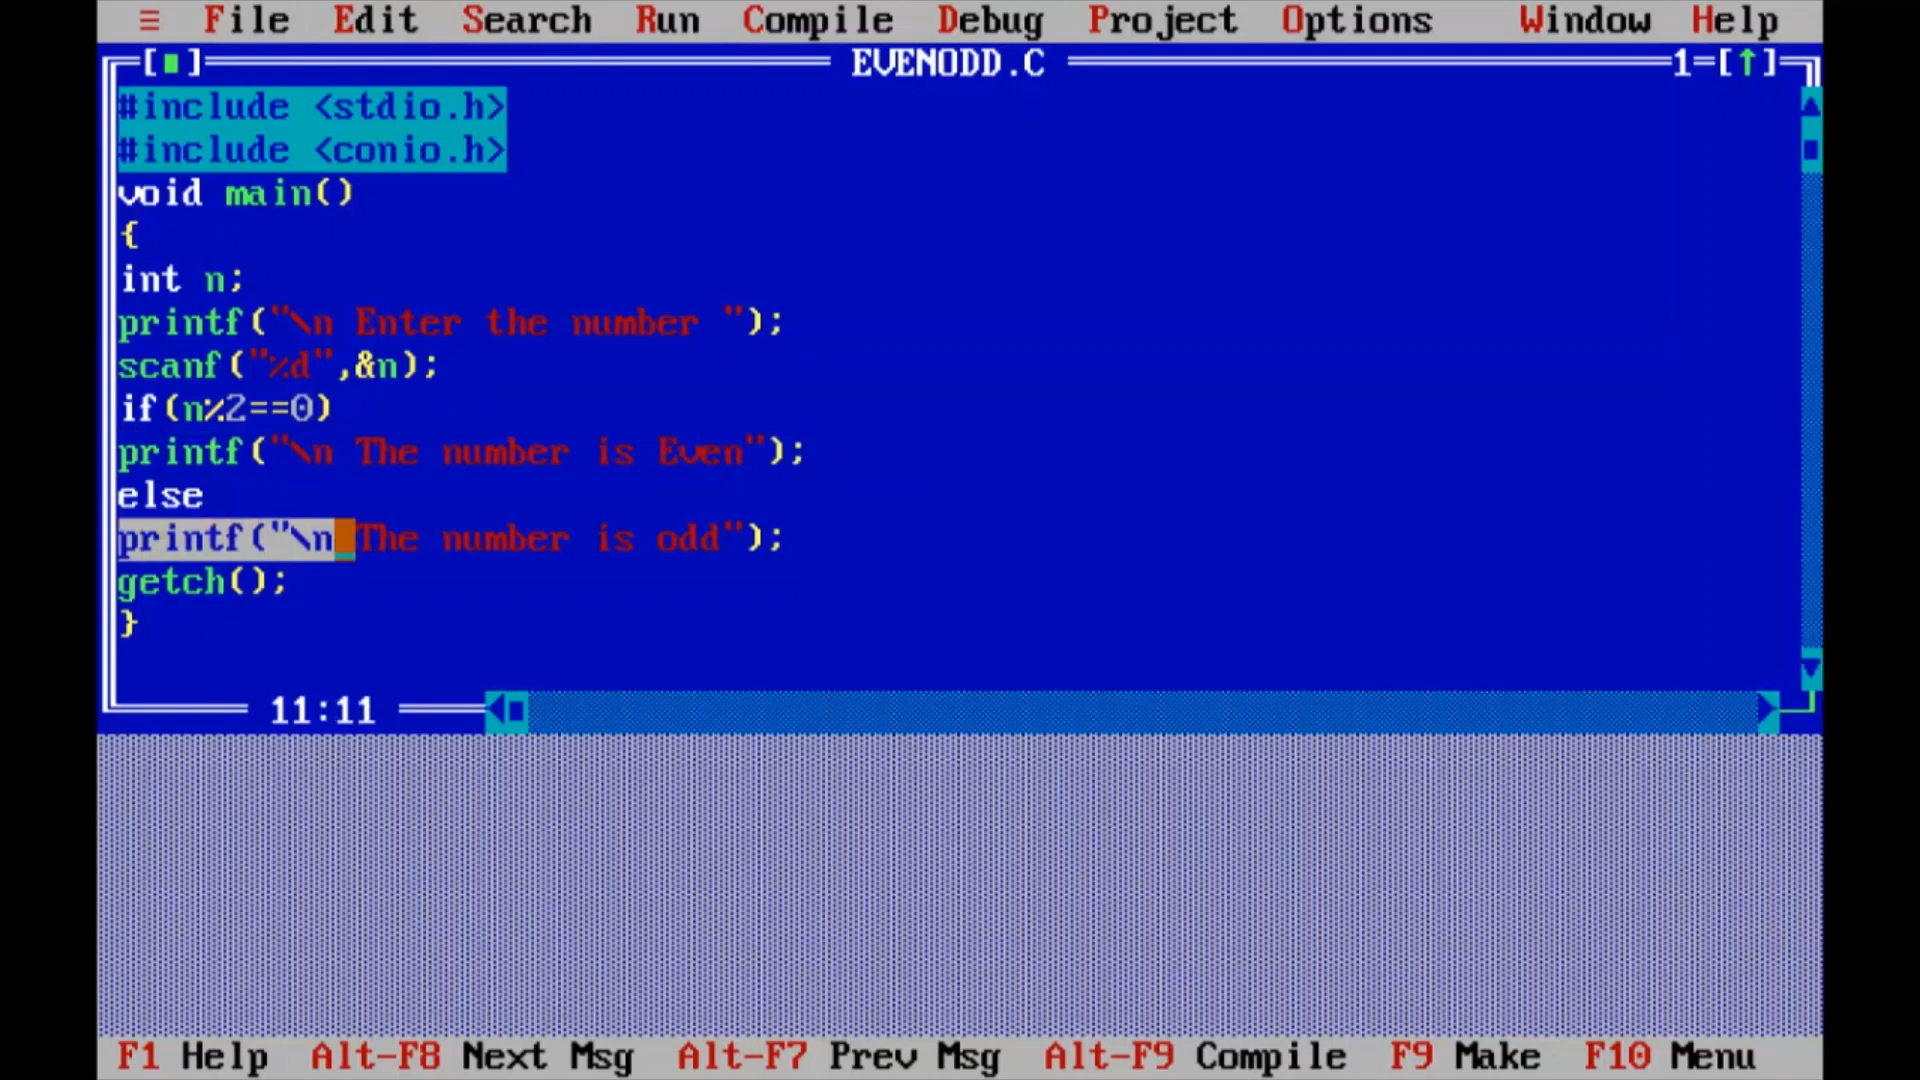 ≡ File Edit Search Run Compile Debug Project Options Window Help
[■] EVENODD.C 1=[↑]
#include <stdio.h>
#include <conio.h>
void main()
{
int n;
printf("\n Enter the number ");
scanf("%d",&n);
if(n%2==0)
printf("\n The number is Even");
else
printf("\n The number is odd");
getch();
}
11:11
F1 Help Alt-F8 Next Msg Alt-F7 Prev Msg Alt-F9 Compile F9 Make F10 Menu